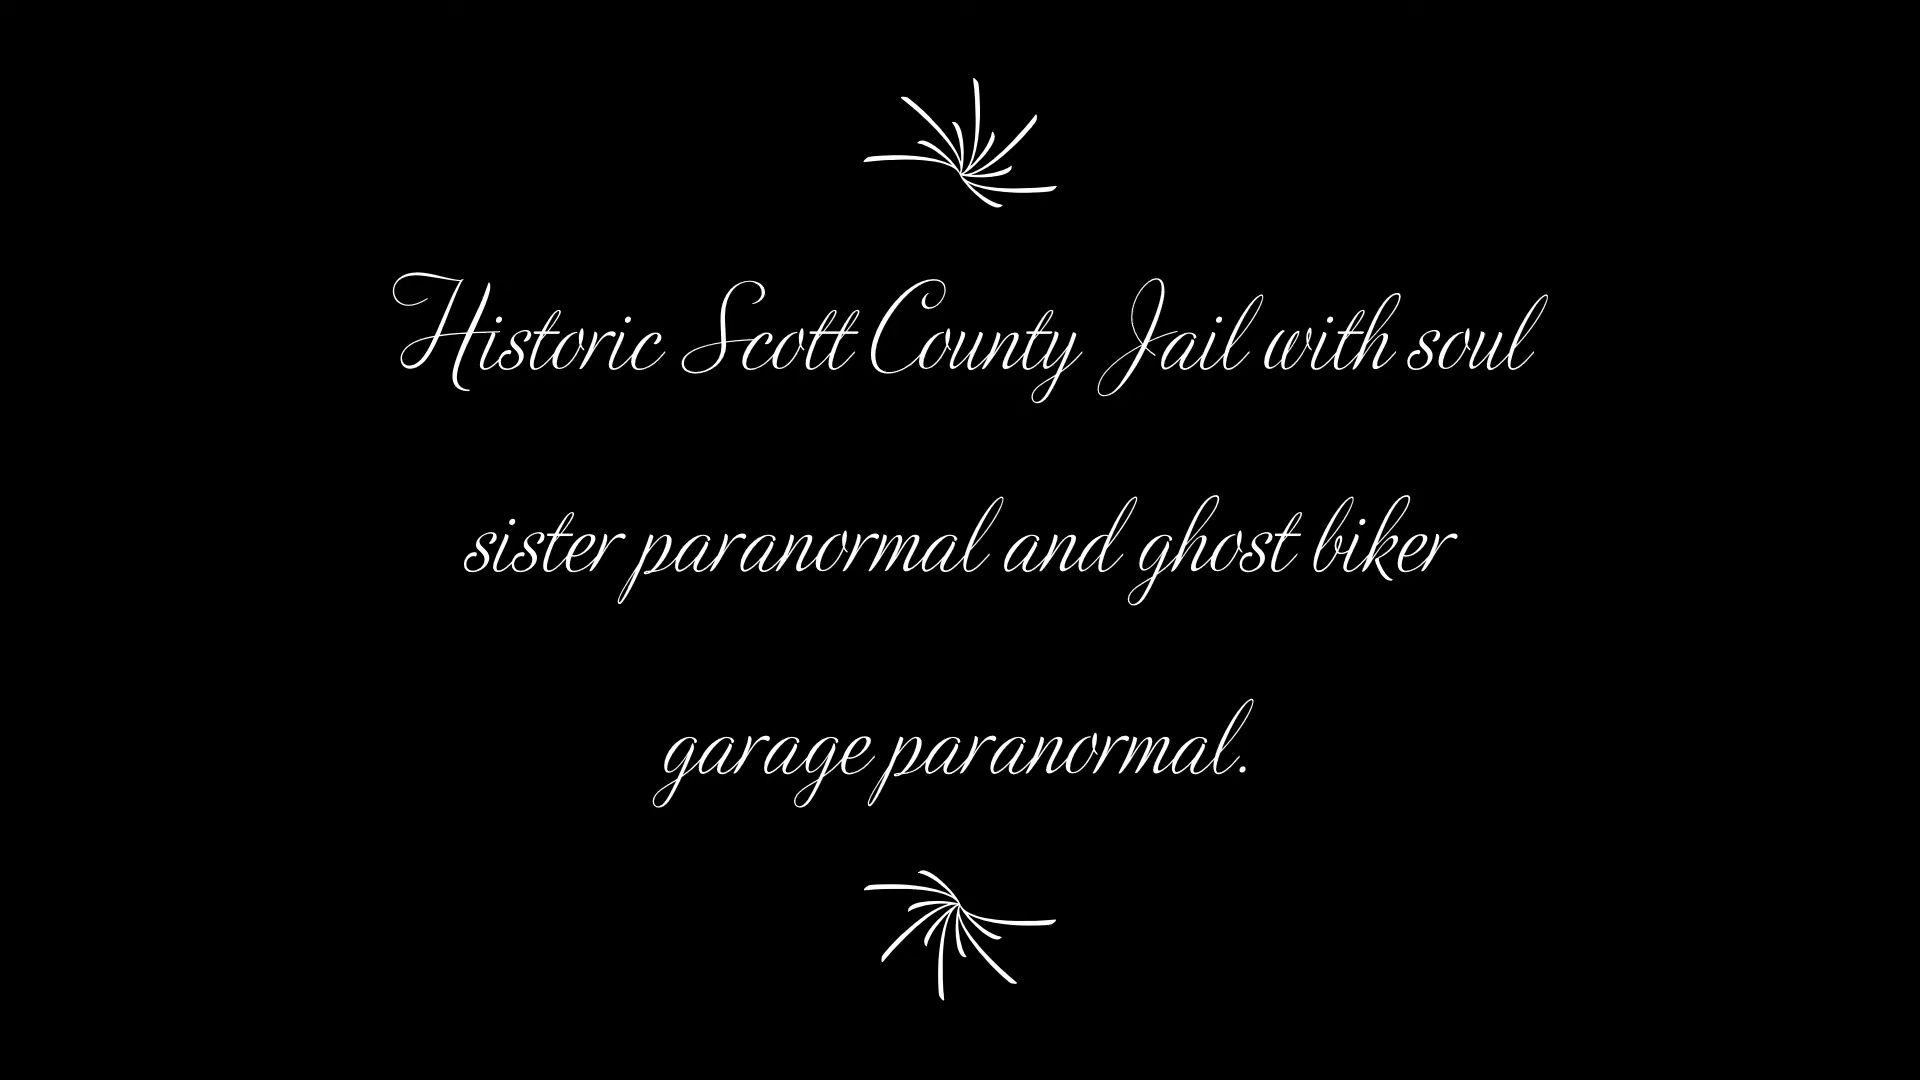 Historic Scott County Jail with soul
sister paranormal and ghost biker
garage paranormal.